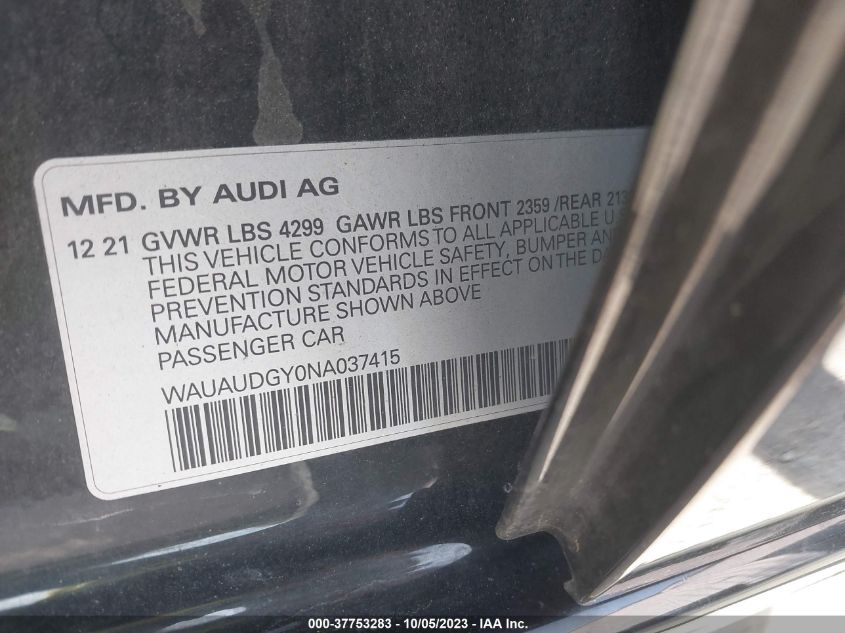 MFD. BY AUDI AG
12 21 GVWR LBS 4299 GAWR LBS FRONT 2359 /REAR
THIS VEHICLE CONFORMS TO ALL APPLICABLE
FEDERAL MOTOR VEHICLE SAFETY, BUMPER
PREVENTION STANDARDS IN EFFECT ON THE
MANUFACTURE SHOWN ABOVE
PASSENGER CAR
WAUAUDGY0NA037415
000-37753283 - 10/05/2023 - IAA Inc.